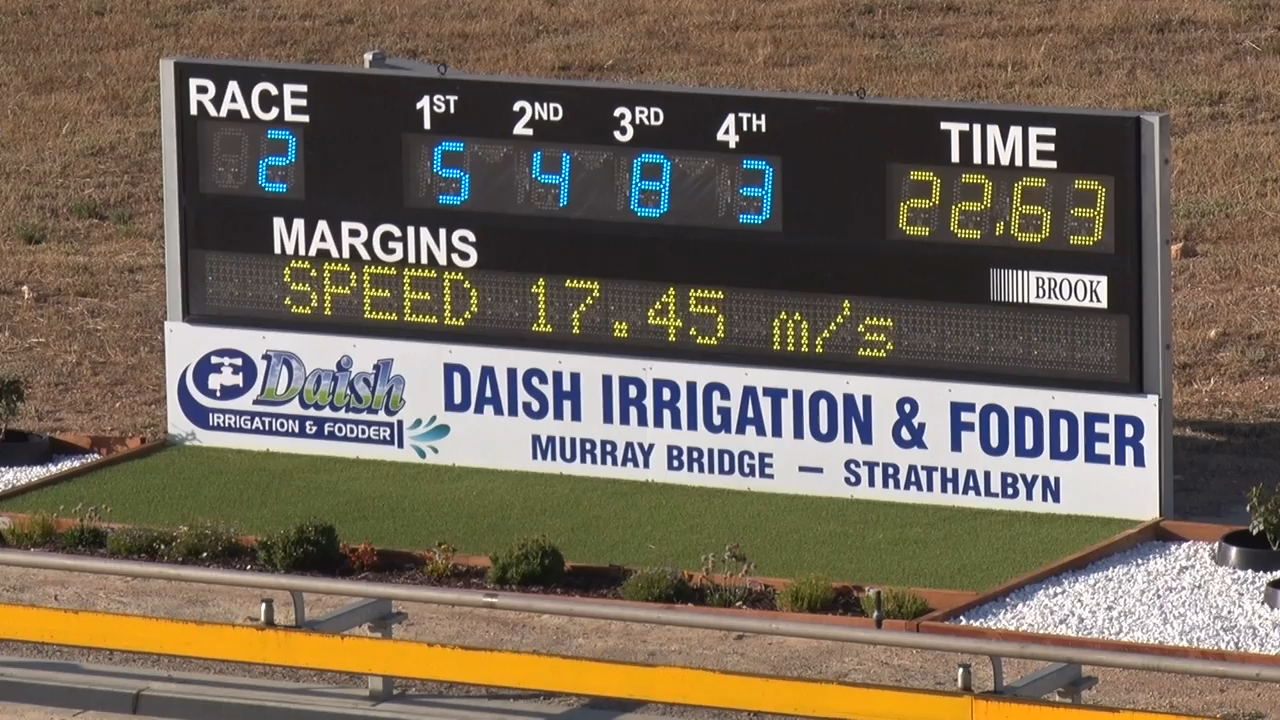 RACE 1ST 2ND 3RD 4TH TIME
2 5 4 8 3 22.63
MARGINS
BROOK
SPEED 17.45 m/s
Daish
IRRIGATION & FODDER
DAISH IRRIGATION & FODDER
MURRAY BRIDGE — STRATHALBYN